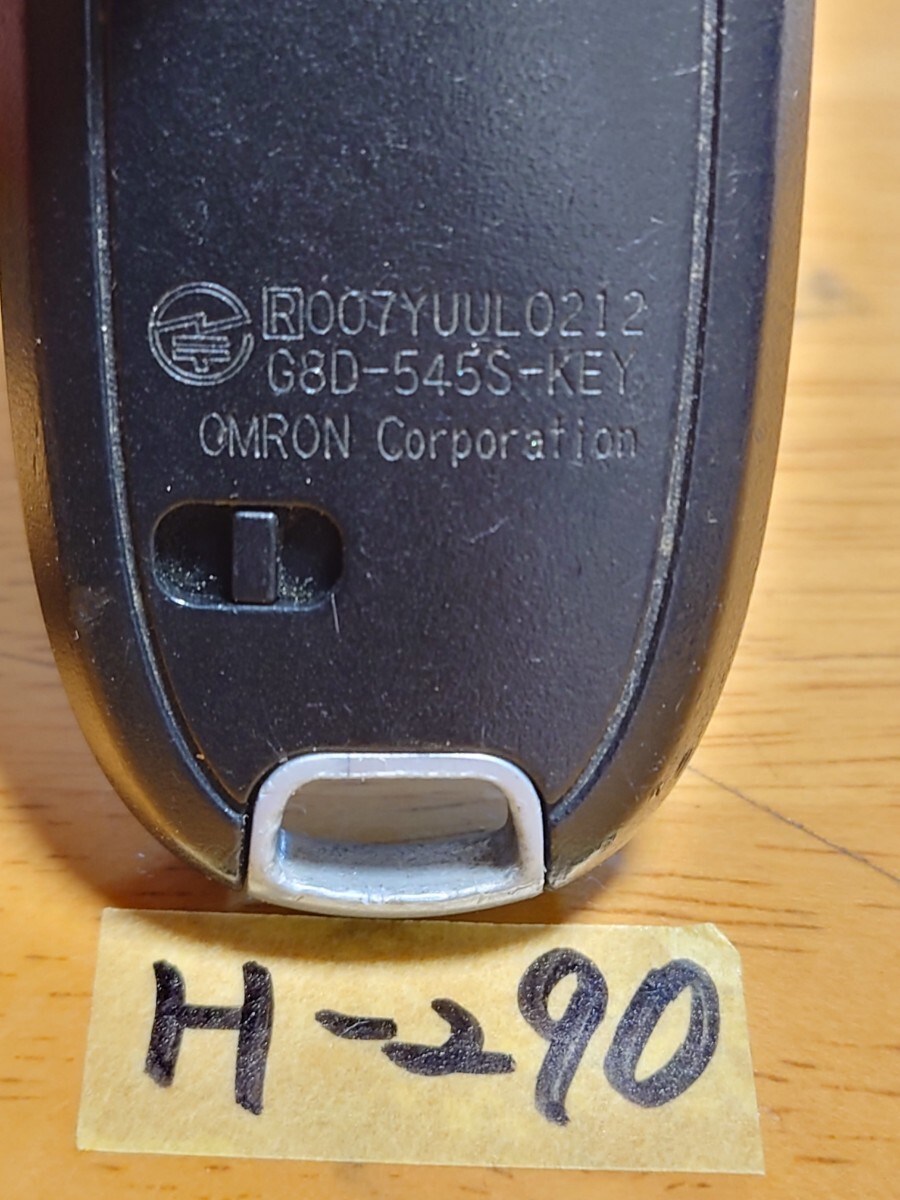 R007YUUL0212
G8D-545S-KEY
OMRON Corporation
H-290